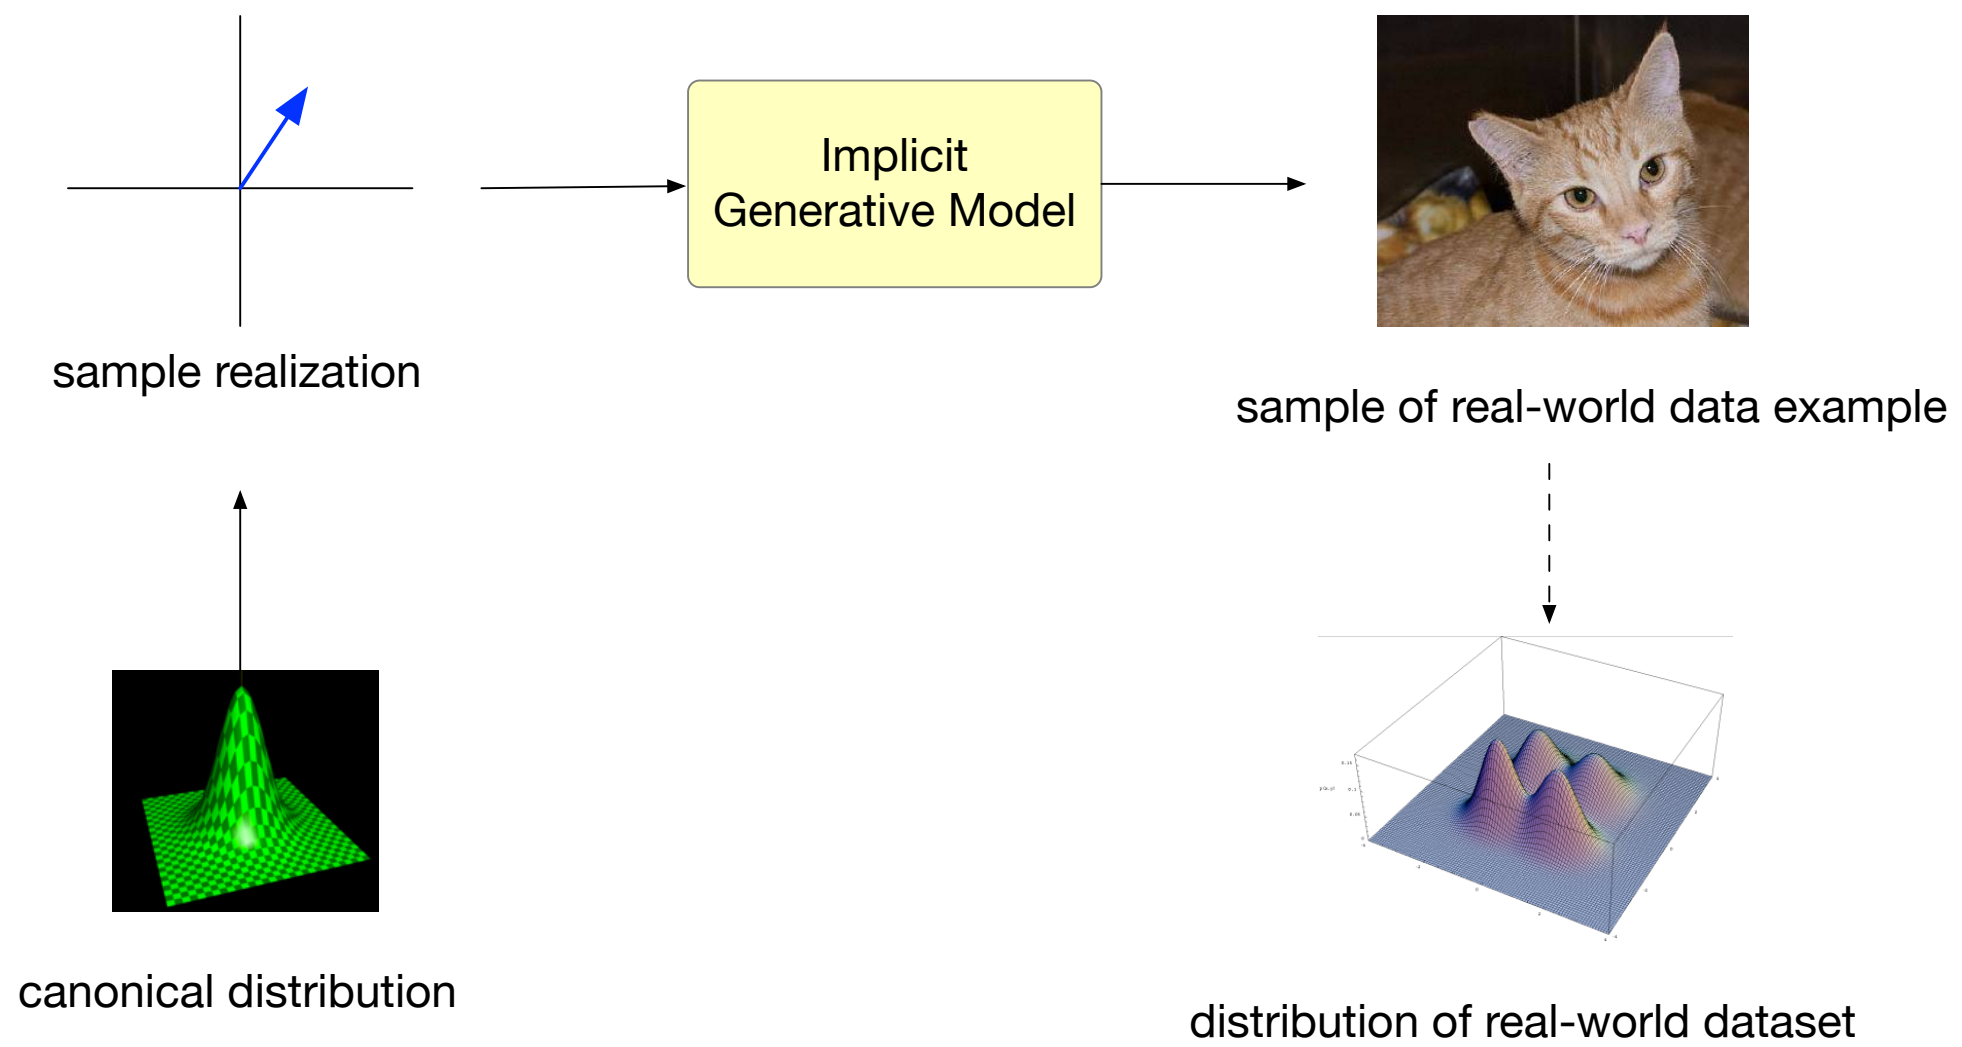 Implicit
Generative Model
sample realization
sample of real-world data example
canonical distribution
distribution of real-world dataset